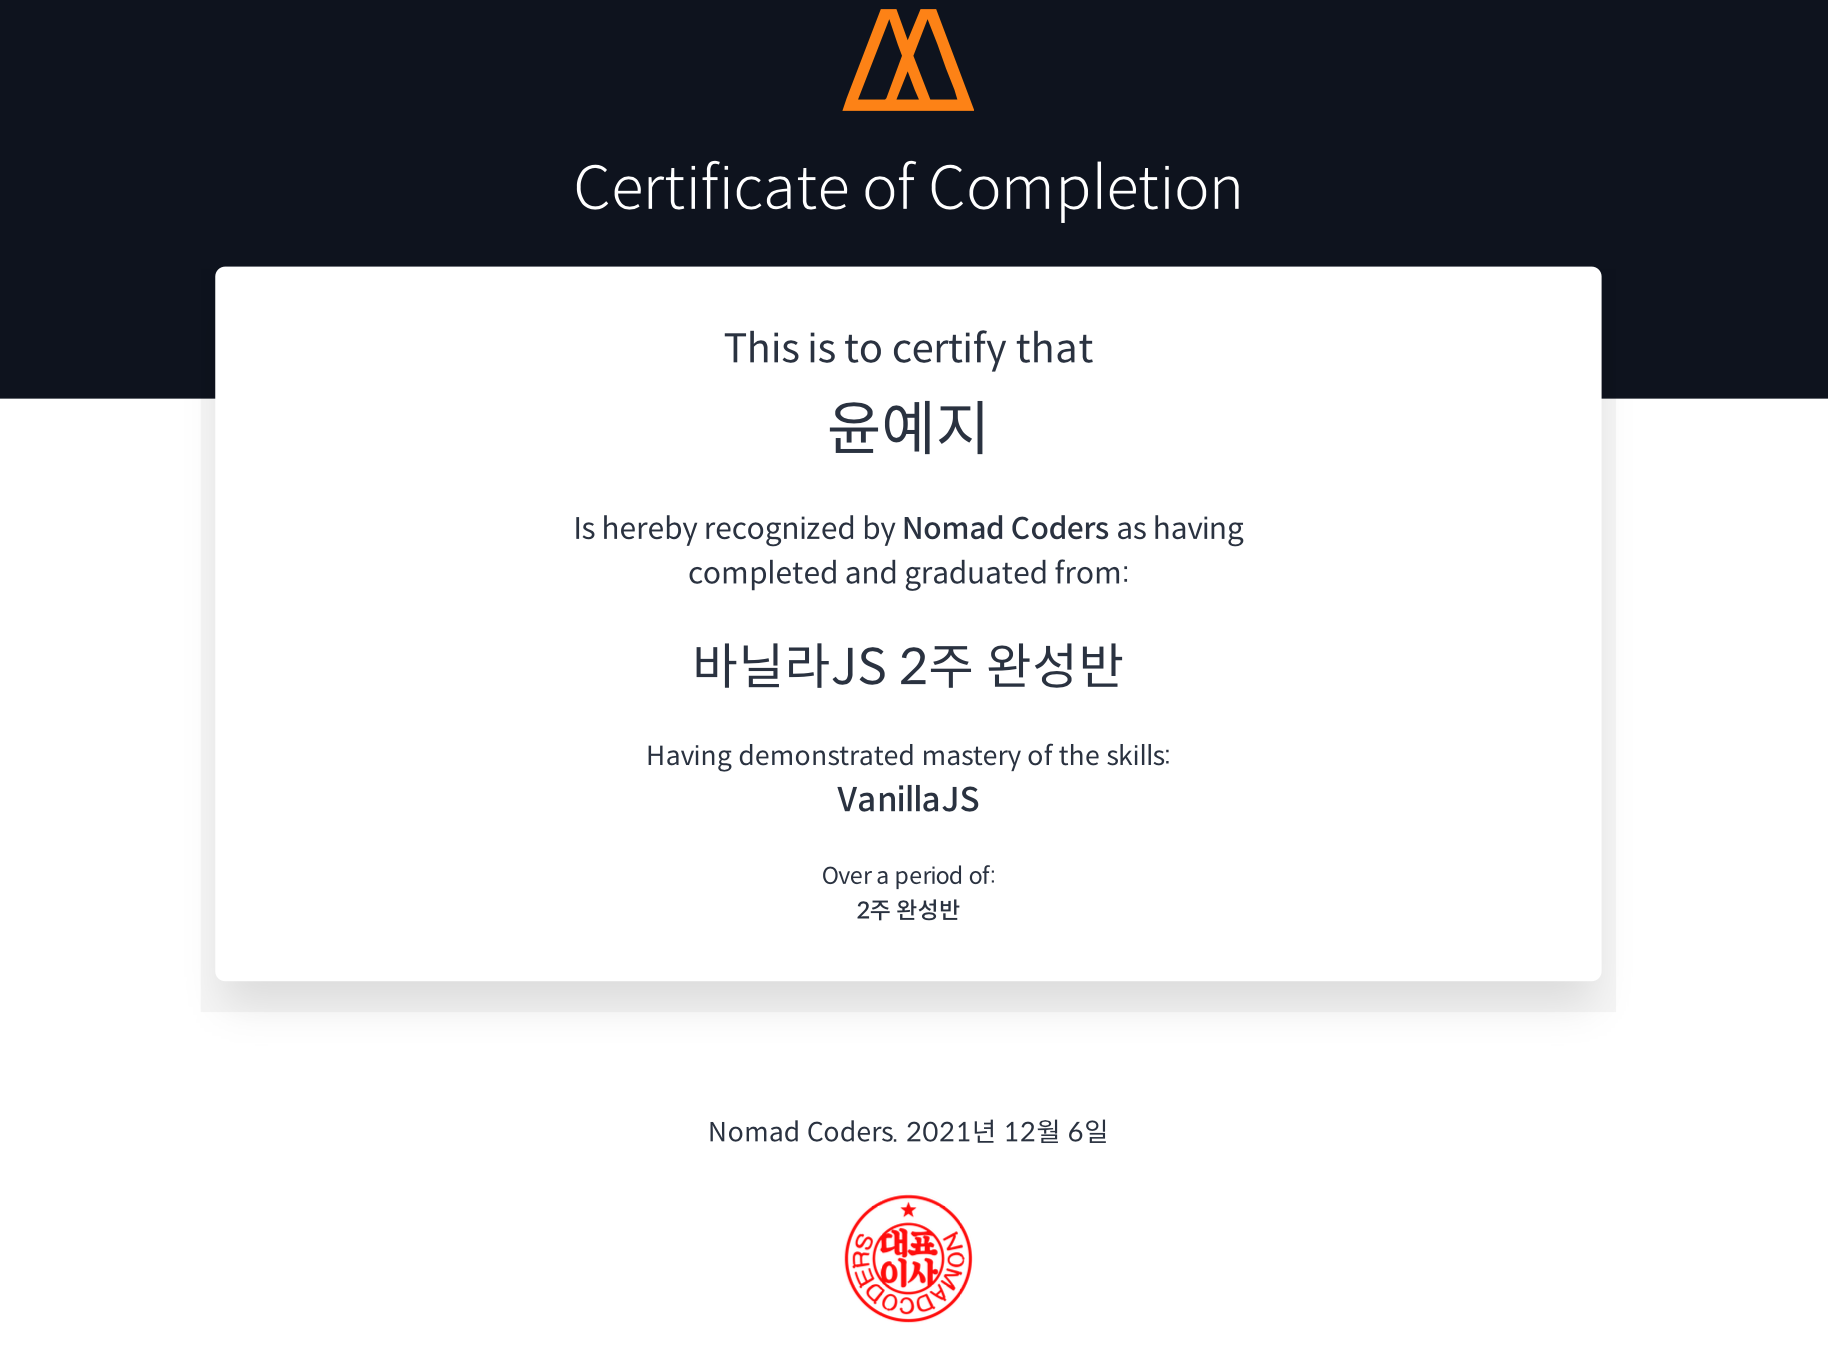 Certificate of Completion
This is to certify that
윤예지
Is hereby recognized by Nomad Coders as having
completed and graduated from:
바닐라JS 2주 완성반
Having demonstrated mastery of the skills:
VanillaJS
Over a period of:
2주 완성반
Nomad Coders. 2021년 12월 6일
대표
이사
NOMADCODERS